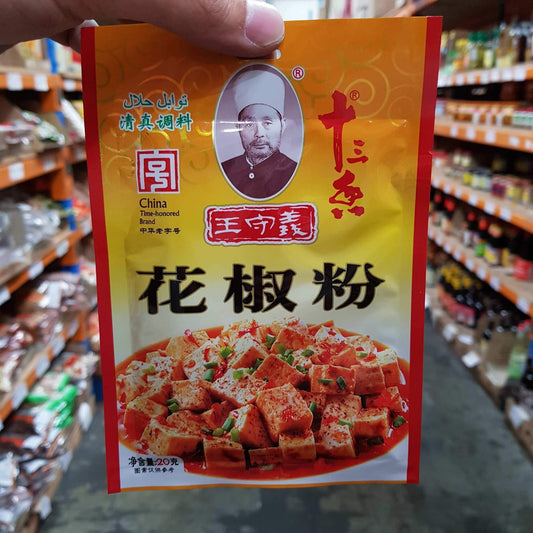 توابل حلال
清真调料
China
Time-honored
Brand
中华老字号
®
王守義
®
十三香
花椒粉
净含量:20克
图案仅供参考